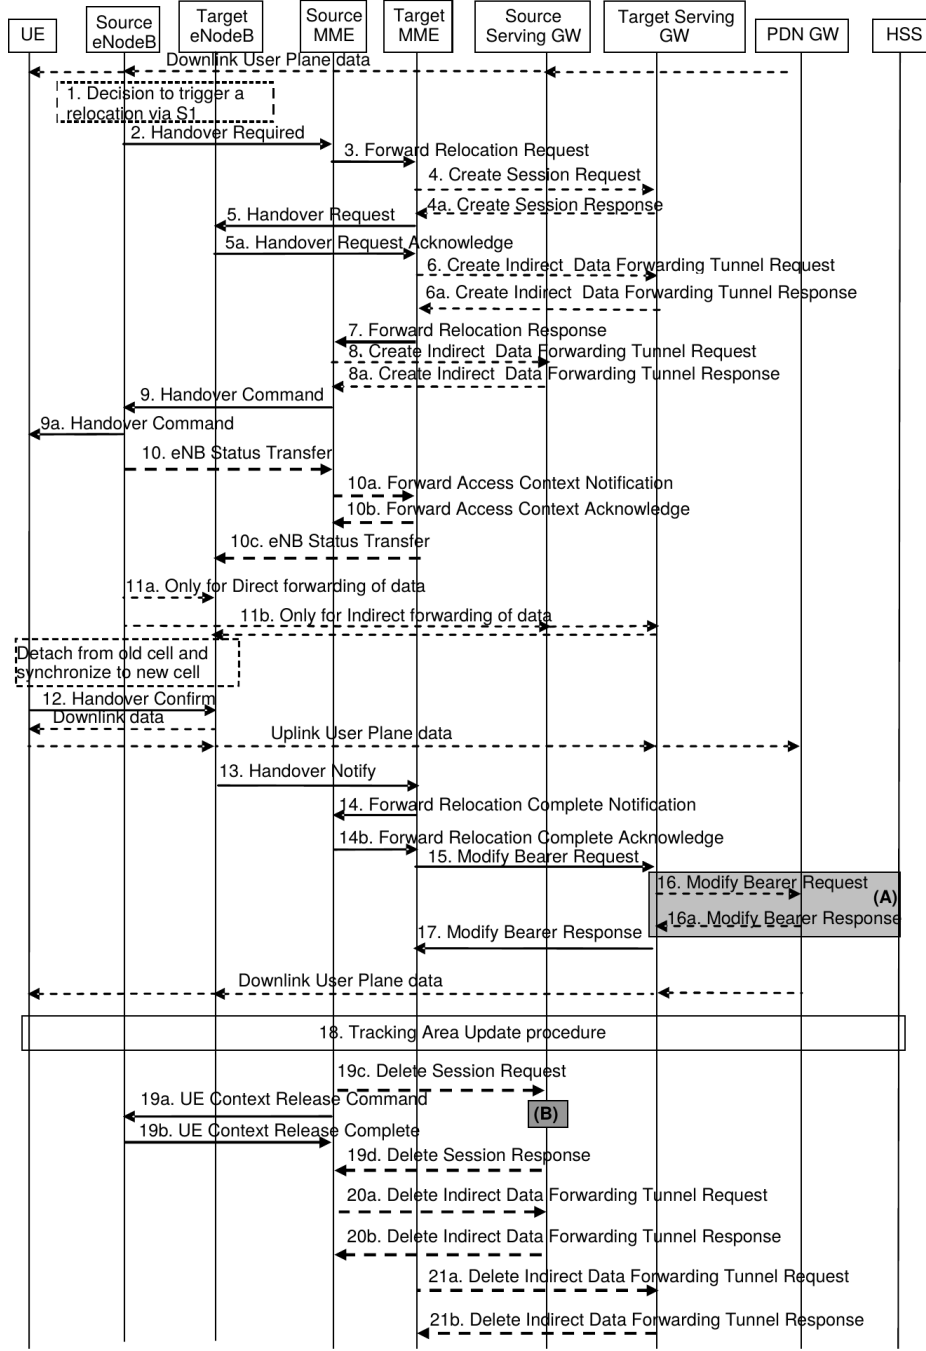 UE
Source
eNodeB
Target
eNodeB
Source
MME
Target
MME
Source
Serving GW
Target Serving
GW
PDN GW
HSS
Downlink User Plane data
1. Decision to trigger a
relocation via S1
2. Handover Required
3. Forward Relocation Request
4. Create Session Request
4a. Create Session Response
5. Handover Request
5a. Handover Request Acknowledge
6. Create Indirect Data Forwarding Tunnel Request
6a. Create Indirect Data Forwarding Tunnel Response
7. Forward Relocation Response
8. Create Indirect Data Forwarding Tunnel Request
8a. Create Indirect Data Forwarding Tunnel Response
9. Handover Command
9a. Handover Command
10. eNB Status Transfer
10a. Forward Access Context Notification
10b. Forward Access Context Acknowledge
10c. eNB Status Transfer
11a. Only for Direct forwarding of data
11b. Only for Indirect forwarding of data
Detach from old cell and
synchronize to new cell
12. Handover Confirm
Downlink data
Uplink User Plane data
13. Handover Notify
14. Forward Relocation Complete Notification
14b. Forward Relocation Complete Acknowledge
15. Modify Bearer Request
16. Modify Bearer Request
(A)
16a. Modify Bearer Response
17. Modify Bearer Response
Downlink User Plane data
18. Tracking Area Update procedure
19c. Delete Session Request
19a. UE Context Release Command
(B)
19b. UE Context Release Complete
19d. Delete Session Response
20a. Delete Indirect Data Forwarding Tunnel Request
20b. Delete Indirect Data Forwarding Tunnel Response
21a. Delete Indirect Data Forwarding Tunnel Request
21b. Delete Indirect Data Forwarding Tunnel Response